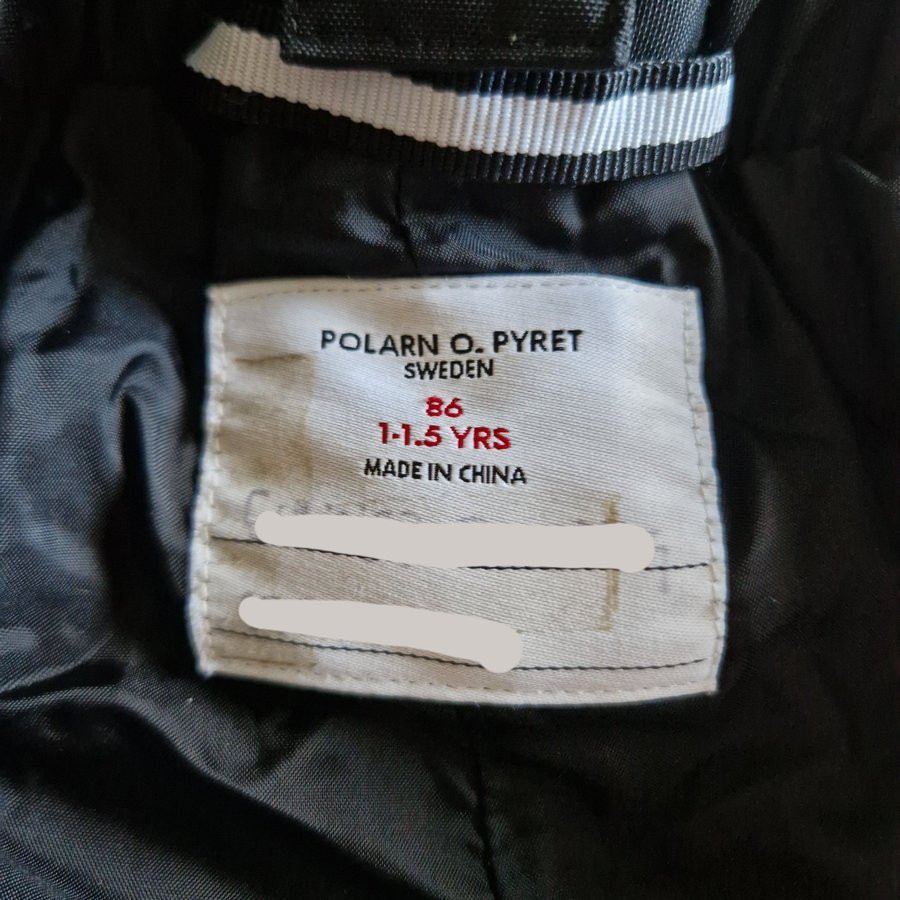 POLARN O. PYRET
SWEDEN
86
1-1.5 YRS
MADE IN CHINA